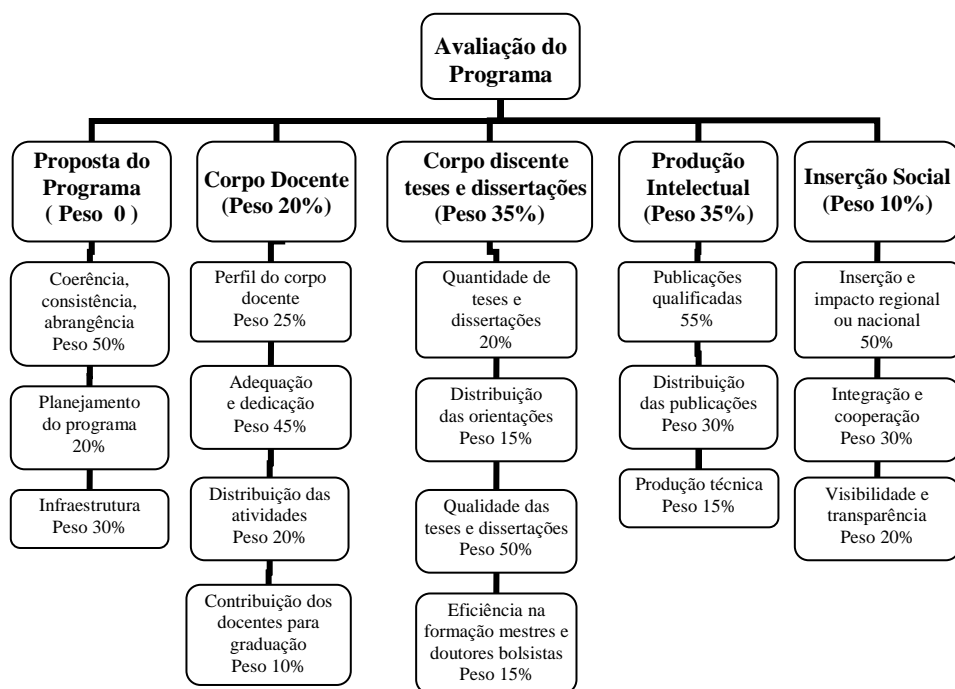 Avaliação do
Programa
Proposta do
Programa
( Peso 0 )
Corpo Docente
(Peso 20%)
Corpo discente
teses e dissertações
(Peso 35%)
Produção
Intelectual
(Peso 35%)
Inserção Social
(Peso 10%)
Coerência,
consistência,
abrangência
Peso 50%
Planejamento
do programa
20%
Infraestrutura
Peso 30%
Perfil do corpo
docente
Peso 25%
Adequação
e dedicação
Peso 45%
Distribuição das
atividades
Peso 20%
Contribuição dos
docentes para
graduação
Peso 10%
Quantidade de
teses e
dissertações
20%
Distribuição
das orientações
Peso 15%
Qualidade das
teses e dissertações
Peso 50%
Eficiência na
formação mestres e
doutores bolsistas
Peso 15%
Publicações
qualificadas
55%
Distribuição
das publicações
Peso 30%
Produção técnica
Peso 15%
Inserção e
impacto regional
ou nacional
50%
Integração e
cooperação
Peso 30%
Visibilidade e
transparência
Peso 20%